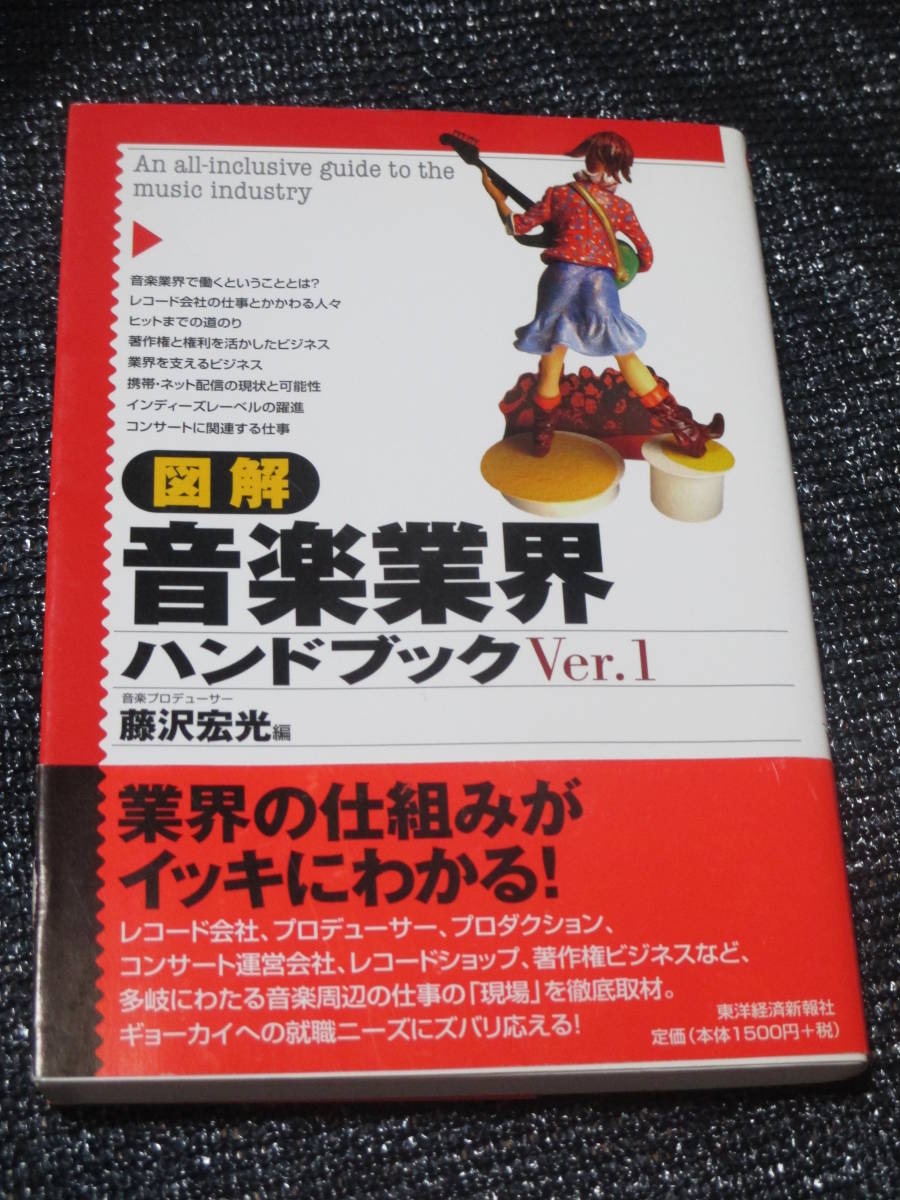 An all-inclusive guide to the
music industry
音楽業界で働くということとは?
レコード会社の仕事とかかわる人々
ヒットまでの道のり
著作権と権利を活かしたビジネス
業界を支えるビジネス
携帯・ネット配信の現状と可能性
インディーズレーベルの躍進
コンサートに関連する仕事
図解
音楽業界
ハンドブック Ver.1
音楽プロデューサー
藤沢宏光編
業界の仕組みが
イッキにわかる!
レコード会社、プロデューサー、プロダクション、
コンサート運営会社、レコードショップ、著作権ビジネスなど、
多岐にわたる音楽周辺の仕事の「現場」を徹底取材。
ギョーカイへの就職ニーズにズバリ応える!
東洋経済新報社
定価(本体1500円+税)